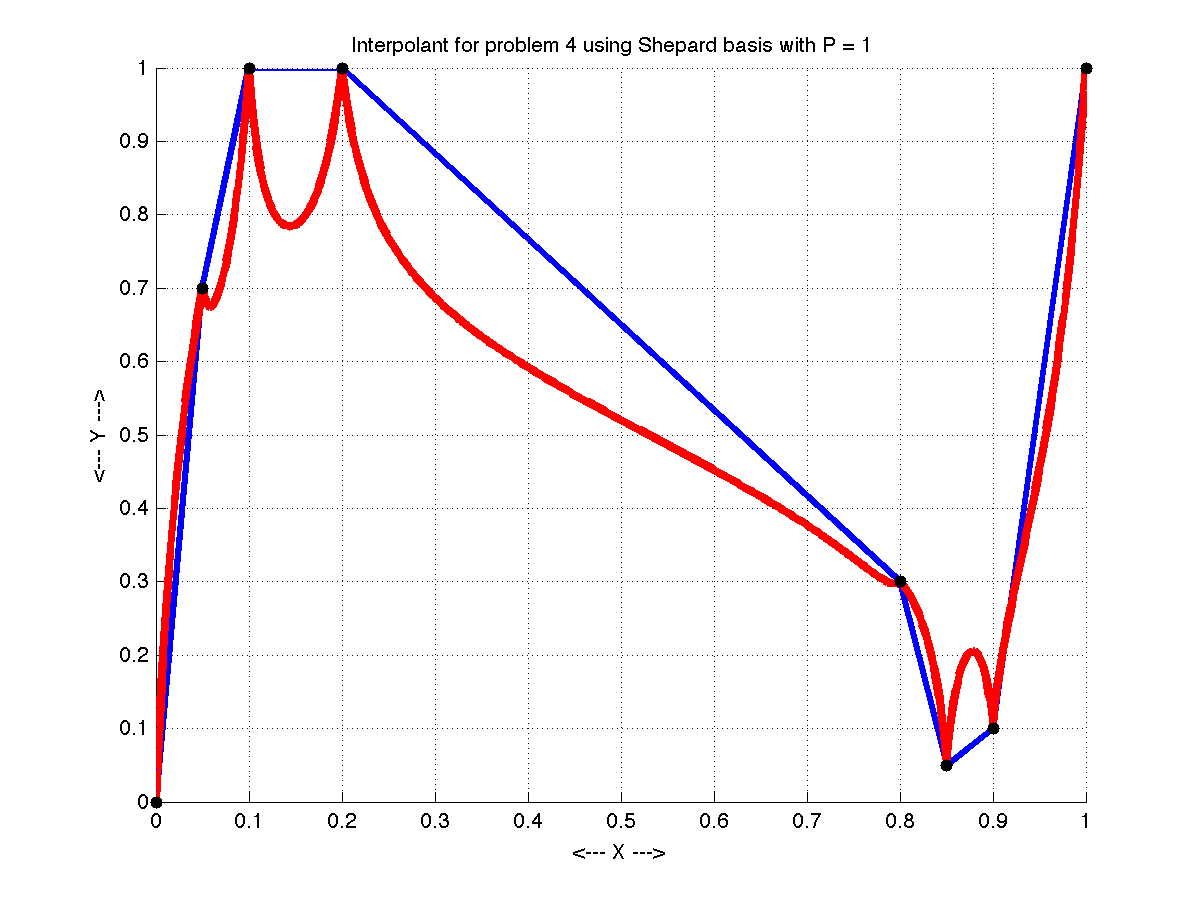 Interpolant for problem 4 using Shepard basis with P = 1
1
0.9
0.8
0.7
0.6
0.5
0.4
0.3
0.2
0.1
0
<--- Y --->
0 0.1 0.2 0.3 0.4 0.5 0.6 0.7 0.8 0.9 1
<--- X --->